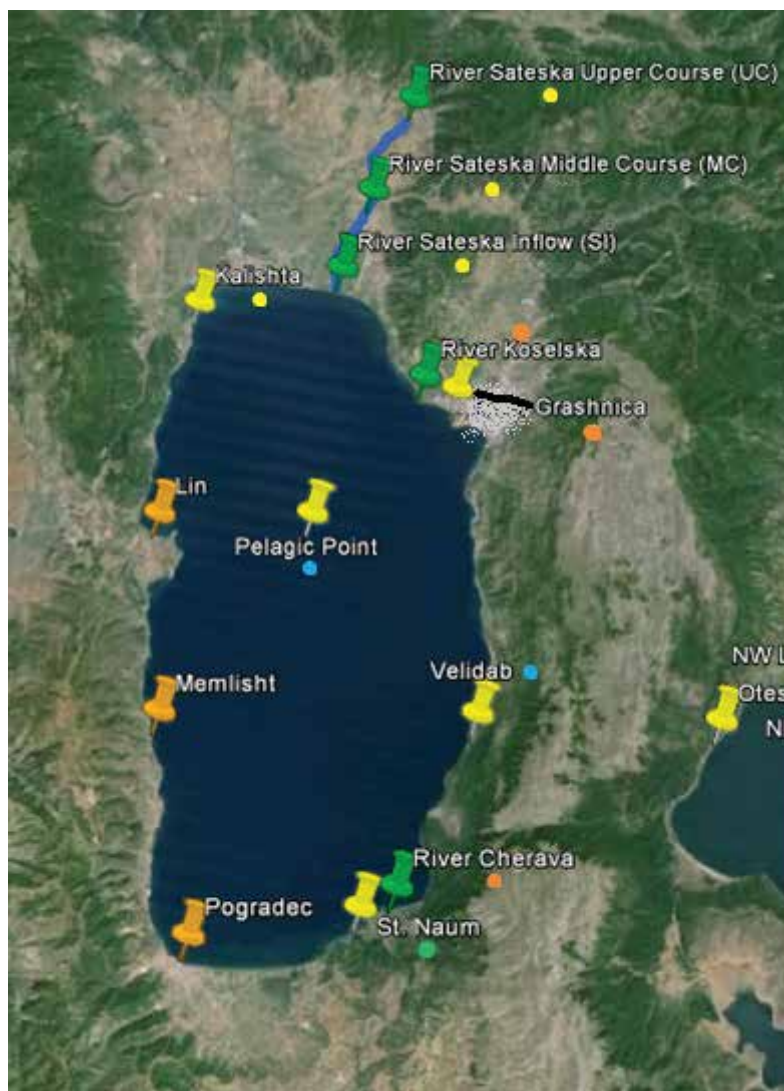 River Sateska Upper Course (UC)
River Sateska Middle Course (MC)
River Sateska Inflow (SI)
Kalishta
River Koselska
Grashnica
Lin
Pelagic Point
NW
Velidab
Memlisht
River Cherava
Pogradec
St. Naum